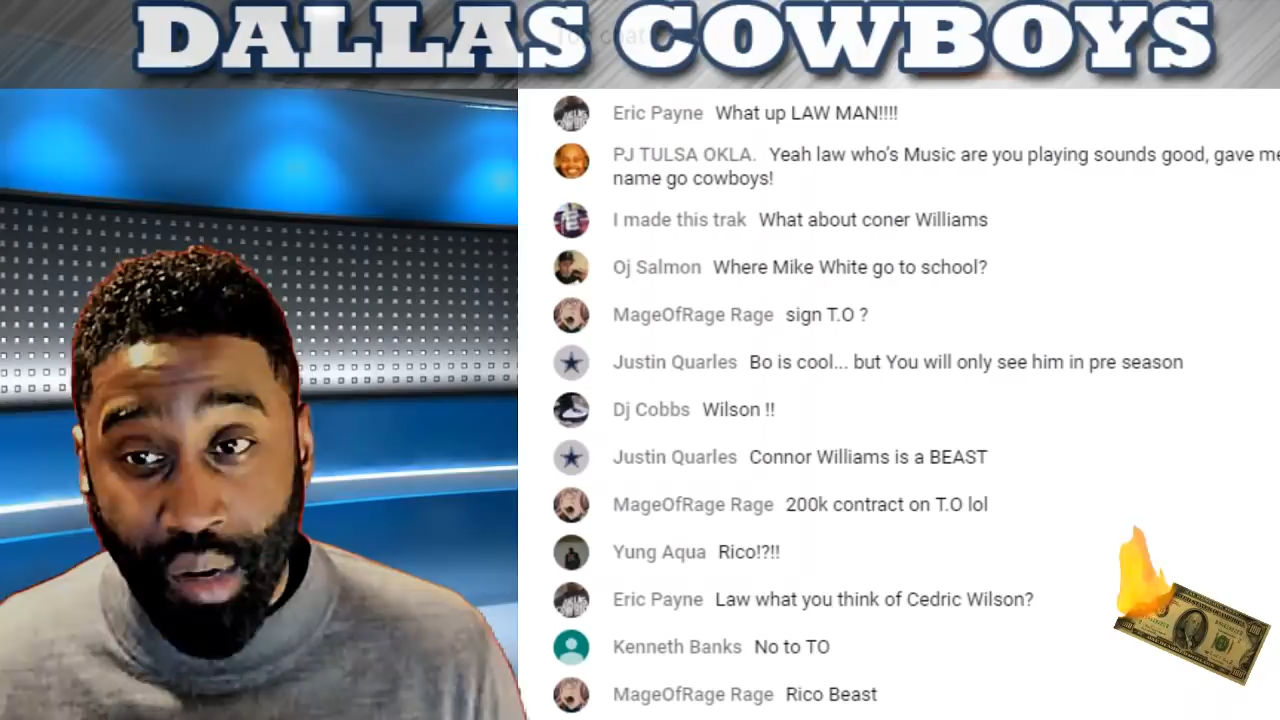 DALLAS COWBOYS
Top chat
Eric Payne What up LAW MAN!!!!
PJ TULSA OKLA. Yeah law who's Music are you playing sounds good, gave me
name go cowboys!
I made this trak What about coner Williams
Oj Salmon Where Mike White go to school?
MageOfRage Rage sign T.O ?
Justin Quarles Bo is cool... but You will only see him in pre season
Dj Cobbs Wilson !!
Justin Quarles Connor Williams is a BEAST
MageOfRage Rage 200k contract on T.O lol
Yung Aqua Rico!?!!
Eric Payne Law what you think of Cedric Wilson?
Kenneth Banks No to TO
MageOfRage Rage Rico Beast